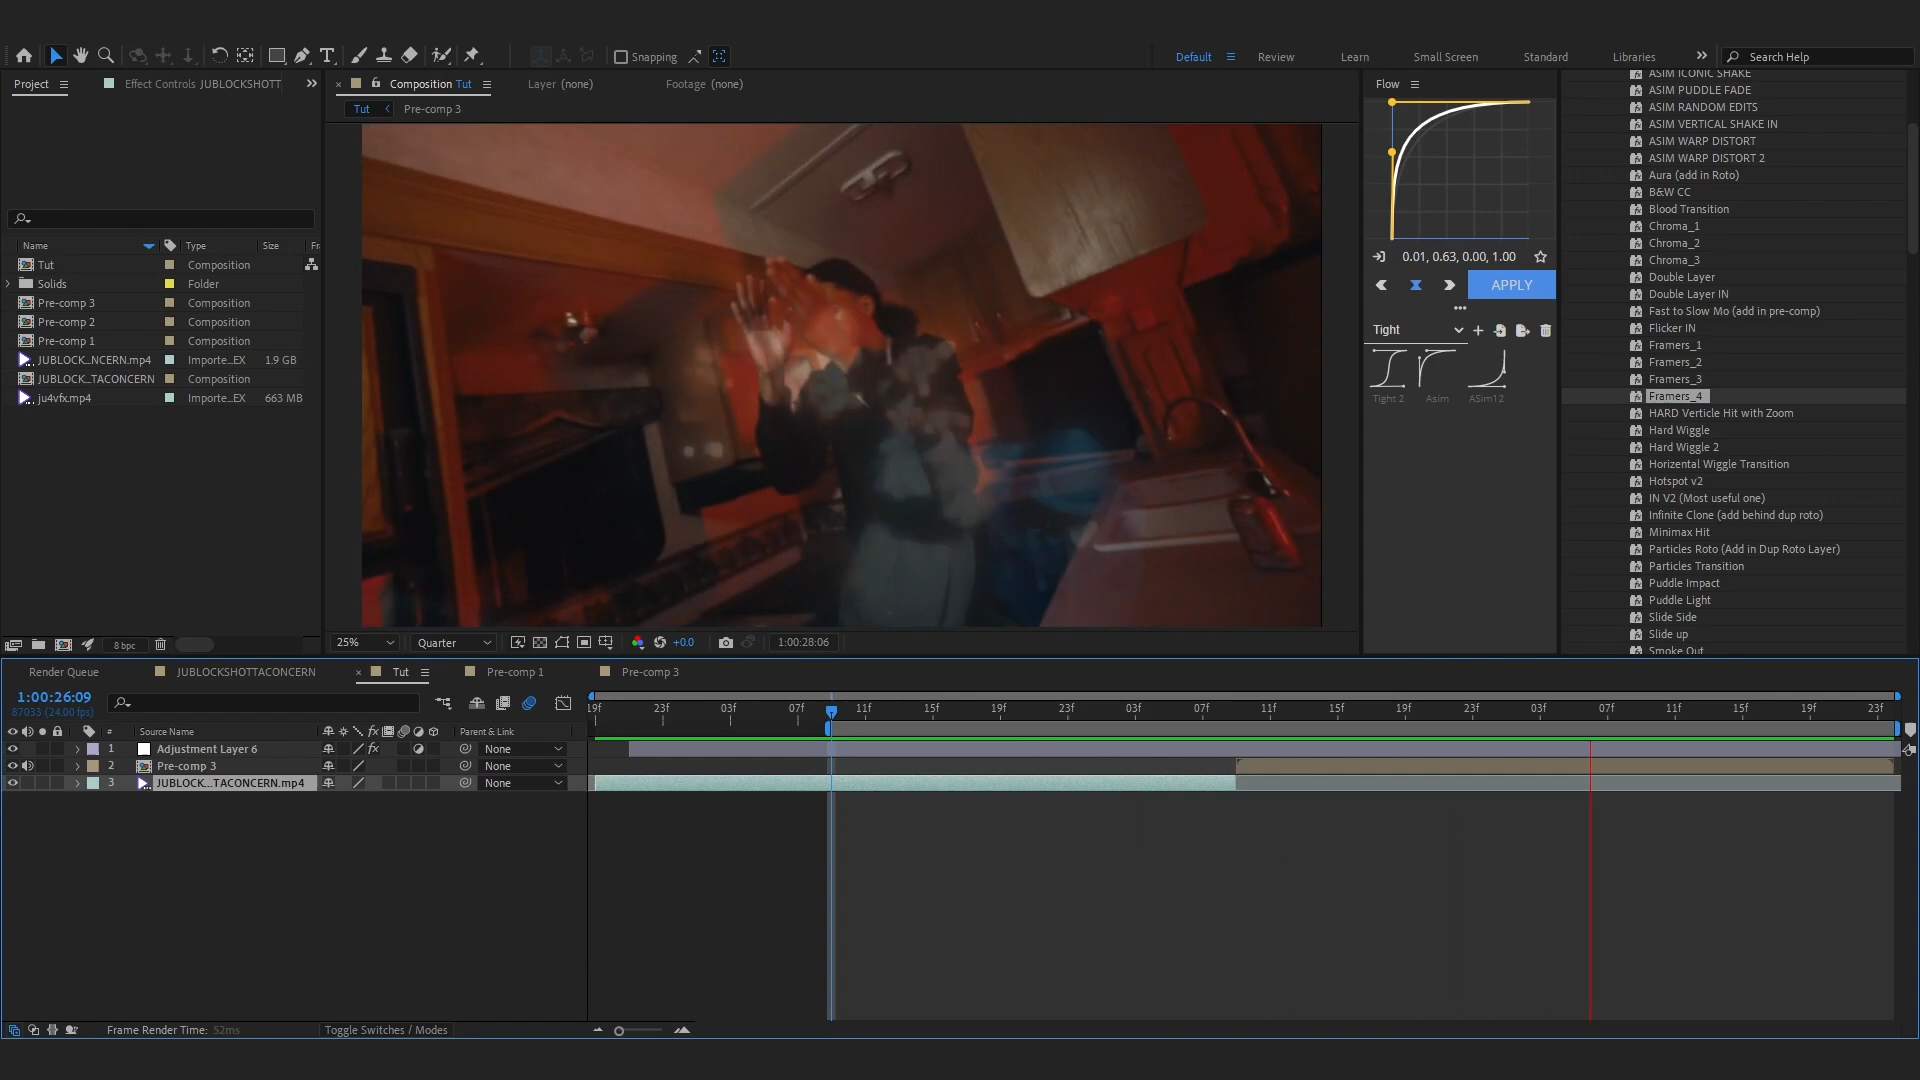 Snapping
Default
Review
Learn
Small Screen
Standard
Libraries
Search Help
Project
Effect Controls JUBLOCKSHOTT
Composition Tut
Layer (none)
Footage (none)
Tut
Pre-comp 3
Name
Type
Size
Fr
Tut
Composition
Solids
Folder
Pre-comp 3
Composition
Pre-comp 2
Composition
Pre-comp 1
Composition
JUBLOCK...NCERN.mp4
Importe...EX
1.9 GB
JUBLOCK...TACONCERN
Composition
ju4vfx.mp4
Importe...EX
663 MB
8 bpc
25%
Quarter
+0.0
1:00:28:06
Flow
0.01, 0.63, 0.00, 1.00
APPLY
Tight
Tight 2
Asim
ASim12
ASIM ICONIC SHAKE
ASIM PUDDLE FADE
ASIM RANDOM EDITS
ASIM VERTICAL SHAKE IN
ASIM WARP DISTORT
ASIM WARP DISTORT 2
Aura (add in Roto)
B&W CC
Blood Transition
Chroma_1
Chroma_2
Chroma_3
Double Layer
Double Layer IN
Fast to Slow Mo (add in pre-comp)
Flicker IN
Framers_1
Framers_2
Framers_3
Framers_4
HARD Verticle Hit with Zoom
Hard Wiggle
Hard Wiggle 2
Horizental Wiggle Transition
Hotspot v2
IN V2 (Most useful one)
Infinite Clone (add behind dup roto)
Minimax Hit
Particles Roto (Add in Dup Roto Layer)
Particles Transition
Puddle Impact
Puddle Light
Slide Side
Slide up
Smoke Out
Render Queue
JUBLOCKSHOTTACONCERN
Tut
Pre-comp 1
Pre-comp 3
1:00:26:09
87033 (24.00 fps)
19f 23f 03f 07f 11f 15f 19f 23f 03f 07f 11f 15f 19f 23f 03f 07f 11f 15f 19f 23f
# Source Name
Parent & Link
1 Adjustment Layer 6
None
2 Pre-comp 3
None
3 JUBLOCK...TACONCERN.mp4
None
Frame Render Time: 52ms
Toggle Switches / Modes